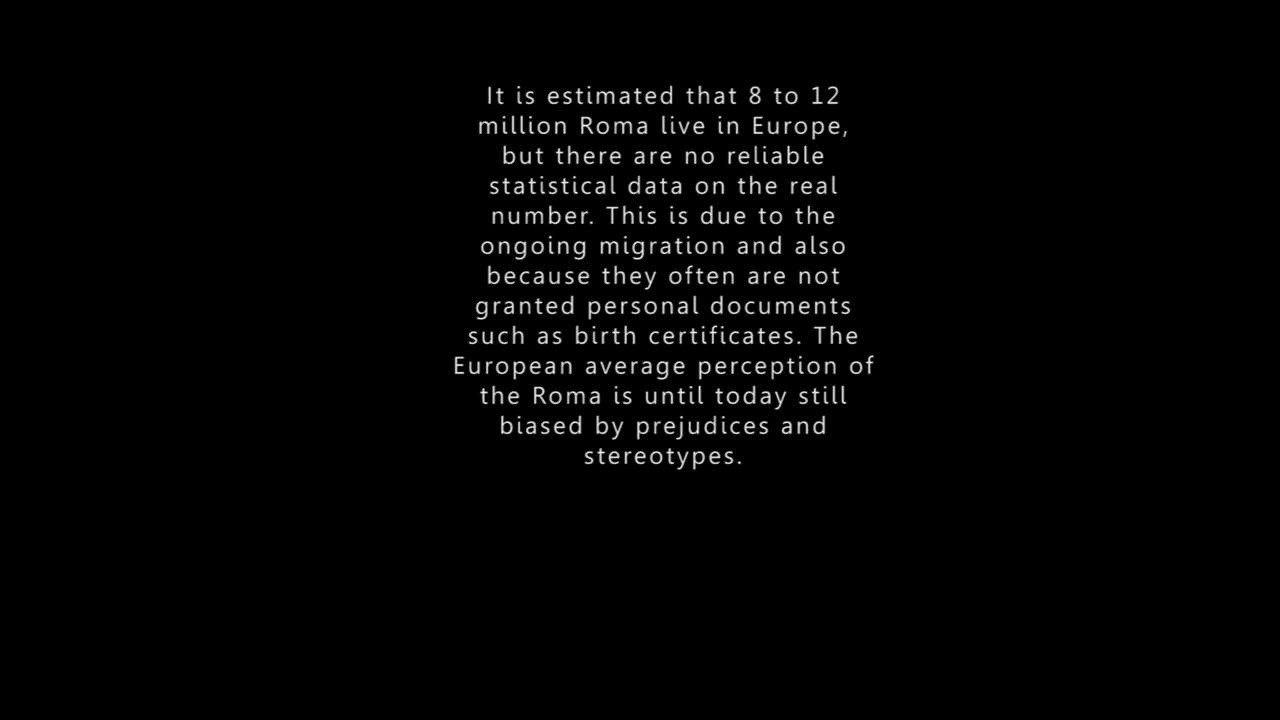 It is estimated that 8 to 12
million Roma live in Europe,
but there are no reliable
statistical data on the real
number. This is due to the
ongoing migration and also
because they often are not
granted personal documents
such as birth certificates. The
European average perception of
the Roma is until today still
biased by prejudices and
stereotypes.